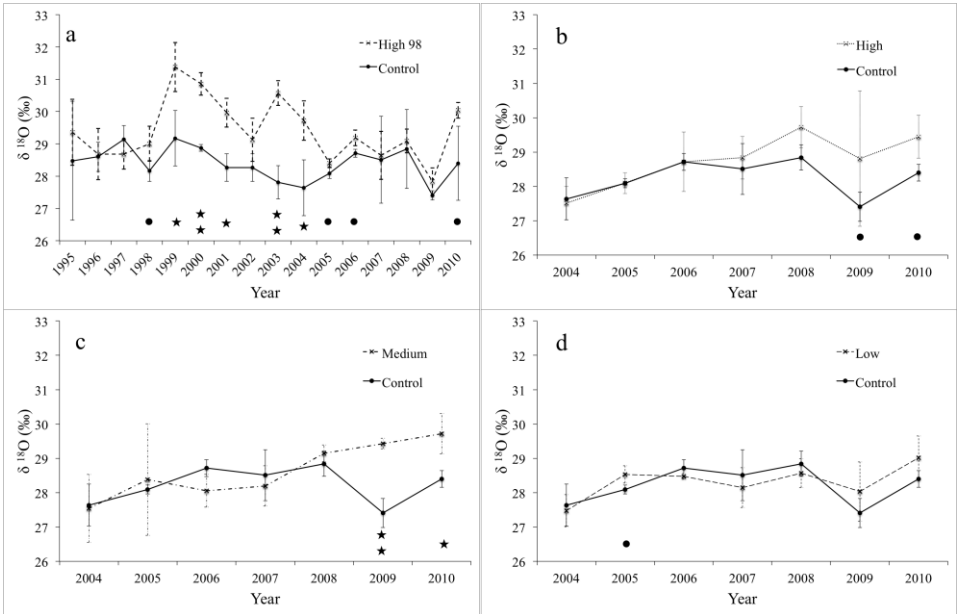 a
High 98
Control
δ 18O (‰)
33
32
31
30
29
28
27
26
1995
1996
1997
1998
1999
2000
2001
2002
2003
2004
2005
2006
2007
2008
2009
2010
Year
b
High
Control
δ 18O (‰)
33
32
31
30
29
28
27
26
2004 2005 2006 2007 2008 2009 2010
Year
c
Medium
Control
δ 18O (‰)
33
32
31
30
29
28
27
26
2004 2005 2006 2007 2008 2009 2010
Year
d
Low
Control
δ 18O (‰)
33
32
31
30
29
28
27
26
2004 2005 2006 2007 2008 2009 2010
Year